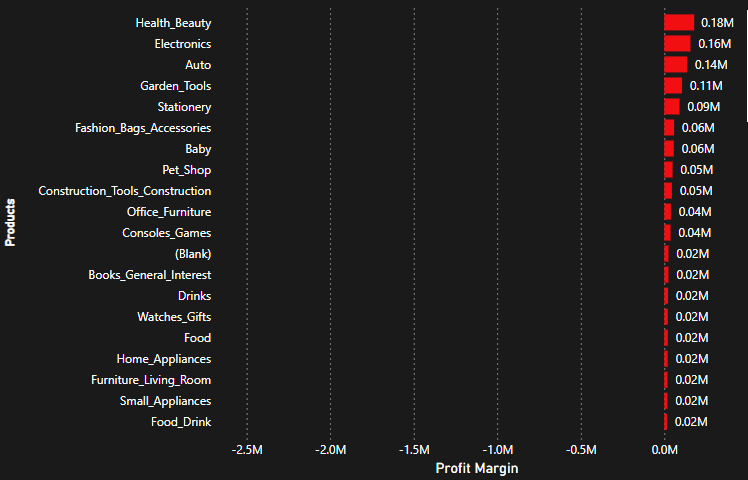 Products
Health_Beauty 0.18M
Electronics 0.16M
Auto 0.14M
Garden_Tools 0.11M
Stationery 0.09M
Fashion_Bags_Accessories 0.06M
Baby 0.06M
Pet_Shop 0.05M
Construction_Tools_Construction 0.05M
Office_Furniture 0.04M
Consoles_Games 0.04M
(Blank) 0.02M
Books_General_Interest 0.02M
Drinks 0.02M
Watches_Gifts 0.02M
Food 0.02M
Home_Appliances 0.02M
Furniture_Living_Room 0.02M
Small_Appliances 0.02M
Food_Drink 0.02M
-2.5M -2.0M -1.5M -1.0M -0.5M 0.0M
Profit Margin